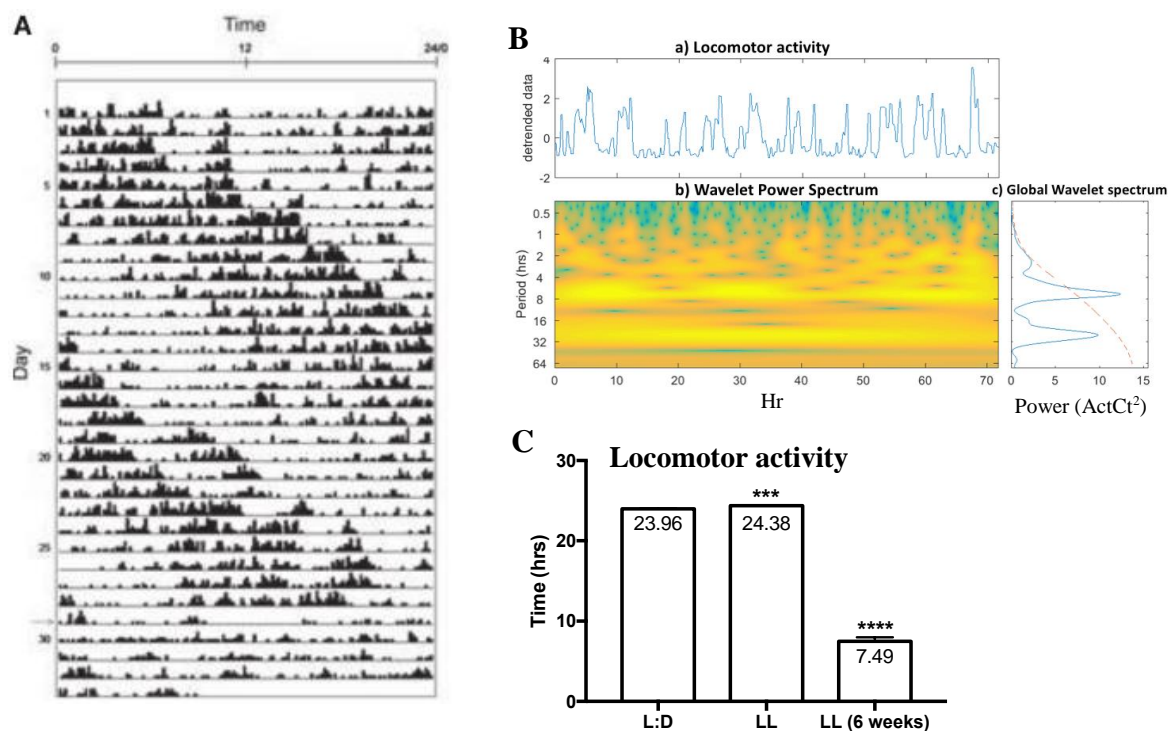 A
Time
0 12 24/0
Day
1
5
10
15
20
25
30
B
a) Locomotor activity
detrended data
4
2
0
-2
b) Wavelet Power Spectrum
c) Global Wavelet spectrum
Period (hrs)
0.5
1
2
4
8
16
32
64
0 10 20 30 40 50 60 70
0 5 10 15
Hr
Power (ActCt²)
C
Locomotor activity
Time (hrs)
30
20
10
0
***
****
23.96
24.38
7.49
L:D LL LL (6 weeks)